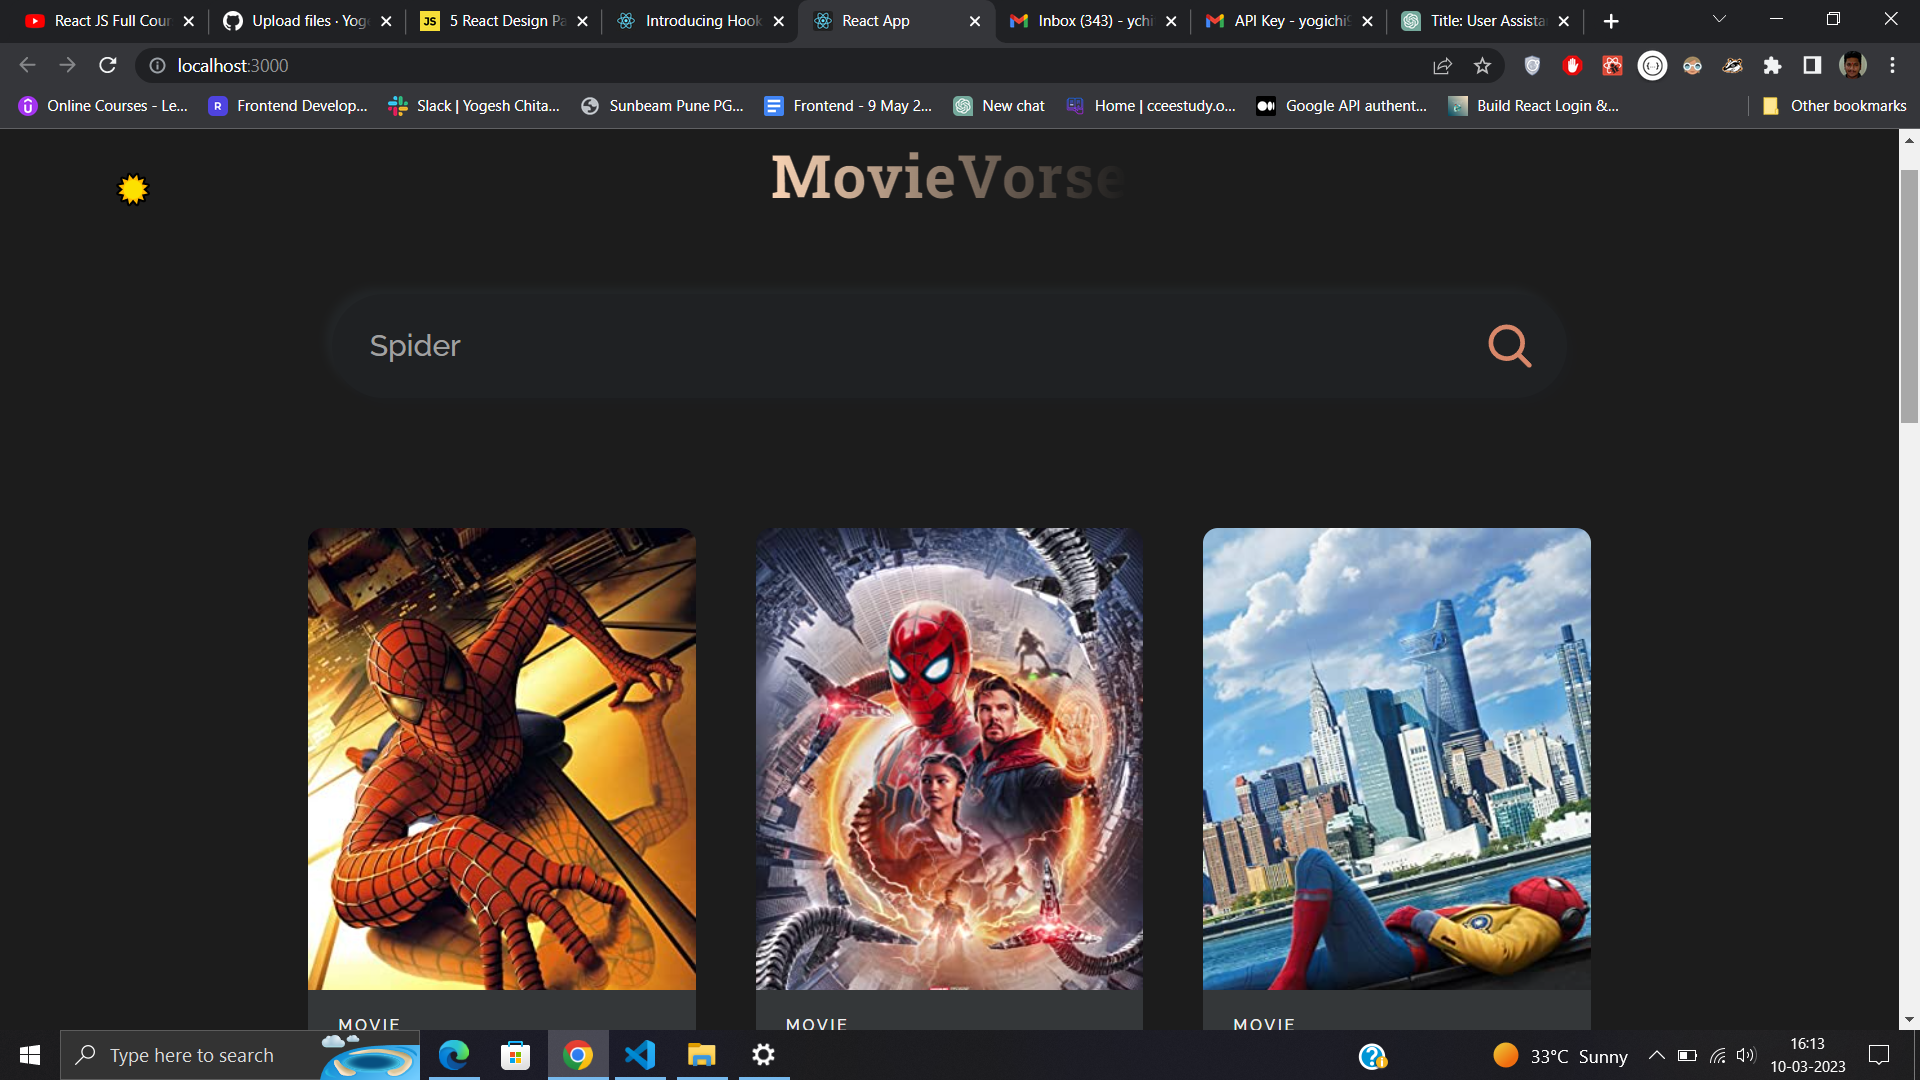 React JS Full Cour
Upload files · Yog
JS
5 React Design Pa
Introducing Hook
React App
Inbox (343) - ychi
API Key - yogichi9
Title: User Assista
localhost:3000
Online Courses - Le...
R
Frontend Develop...
Slack | Yogesh Chita...
Sunbeam Pune PG...
Frontend - 9 May 2...
New chat
Home | cceestudy.o...
Google API authent...
Build React Login &...
Other bookmarks
MovieVorse
Spider
MOVIE
MOVIE
MOVIE
Type here to search
33°C Sunny
16:13
10-03-2023